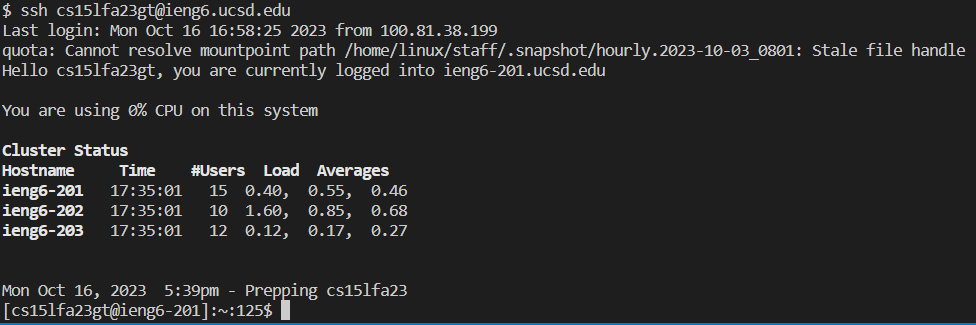 $ ssh cs15lfa23gt@ieng6.ucsd.edu
Last login: Mon Oct 16 16:58:25 2023 from 100.81.38.199
quota: Cannot resolve mountpoint path /home/linux/staff/.snapshot/hourly.2023-10-03_0801: Stale file handle
Hello cs15lfa23gt, you are currently logged into ieng6-201.ucsd.edu
You are using 0% CPU on this system
Cluster Status
Hostname     Time    #Users  Load  Averages
ieng6-201   17:35:01   15  0.40,  0.55,  0.46
ieng6-202   17:35:01   10  1.60,  0.85,  0.68
ieng6-203   17:35:01   12  0.12,  0.17,  0.27
Mon Oct 16, 2023  5:39pm - Prepping cs15lfa23
[cs15lfa23gt@ieng6-201]:~:125$